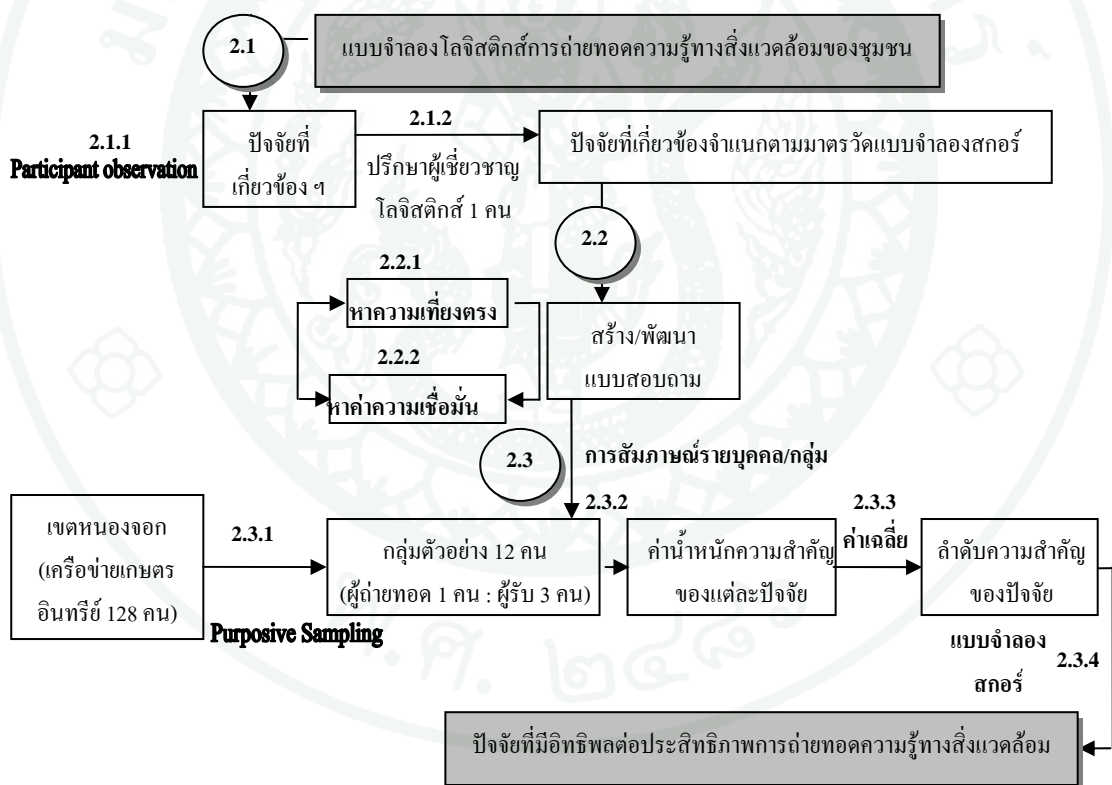 2.1
แบบจำลองโลจิสติกส์การถ่ายทอดความรู้ทางสิ่งแวดล้อมของชุมชน
2.1.1
Participant observation
ปัจจัยที่
เกี่ยวข้อง ฯ
2.1.2
ปรึกษาผู้เชี่ยวชาญ
โลจิสติกส์ 1 คน
ปัจจัยที่เกี่ยวข้องจำแนกตามมาตรวัดแบบจำลองสกอร์
2.2
2.2.1
หาความเที่ยงตรง
2.2.2
หาค่าความเชื่อมั่น
สร้าง/พัฒนา
แบบสอบถาม
2.3
การสัมภาษณ์รายบุคคล/กลุ่ม
เขตหนองจอก
(เครือข่ายเกษตร
อินทรีย์ 128 คน)
2.3.1
Purposive Sampling
กลุ่มตัวอย่าง 12 คน
(ผู้ถ่ายทอด 1 คน : ผู้รับ 3 คน)
2.3.2
ค่าน้ำหนักความสำคัญ
ของแต่ละปัจจัย
2.3.3
ค่าเฉลี่ย
ลำดับความสำคัญ
ของปัจจัย
แบบจำลอง
สกอร์
2.3.4
ปัจจัยที่มีอิทธิพลต่อประสิทธิภาพการถ่ายทอดความรู้ทางสิ่งแวดล้อม
พ.ศ. ๒๔๘๖